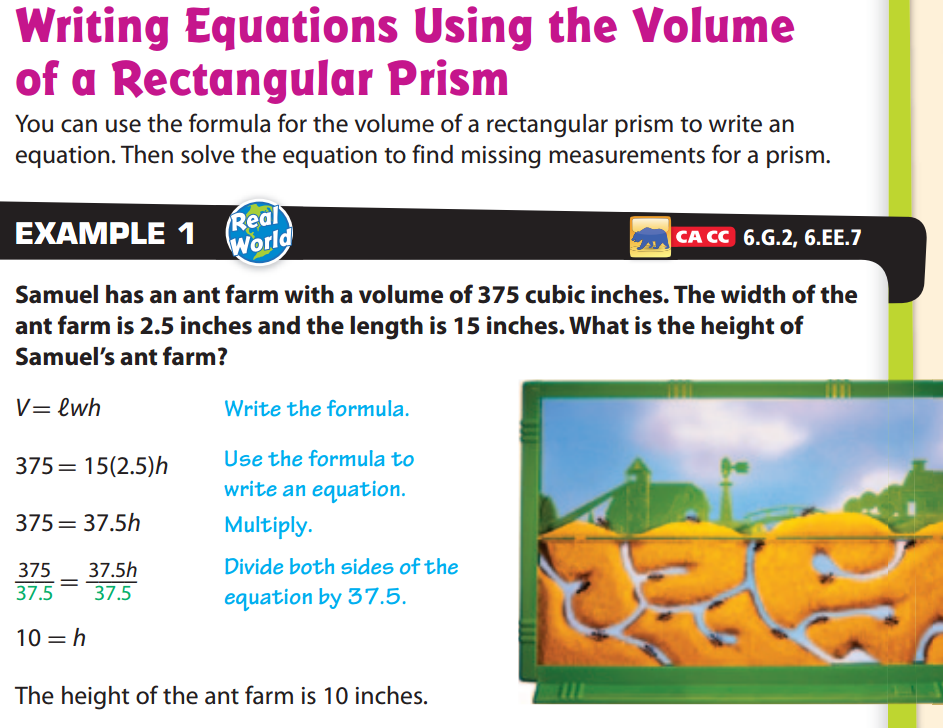 Writing Equations Using the Volume
of a Rectangular Prism
You can use the formula for the volume of a rectangular prism to write an
equation. Then solve the equation to find missing measurements for a prism.
EXAMPLE 1
Real
World
CA CC 6.G.2, 6.EE.7
Samuel has an ant farm with a volume of 375 cubic inches. The width of the
ant farm is 2.5 inches and the length is 15 inches. What is the height of
Samuel’s ant farm?
V = ℓwh Write the formula.
375 = 15(2.5)h Use the formula to
write an equation.
375 = 37.5h Multiply.
375/37.5 = 37.5h/37.5 Divide both sides of the
equation by 37.5.
10 = h
The height of the ant farm is 10 inches.